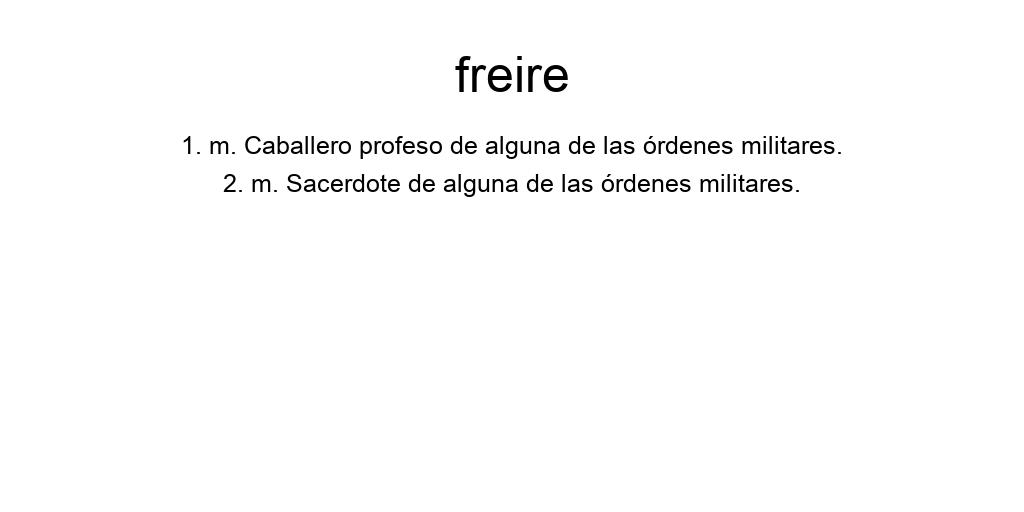 freire
1. m. Caballero profeso de alguna de las órdenes militares.
2. m. Sacerdote de alguna de las órdenes militares.